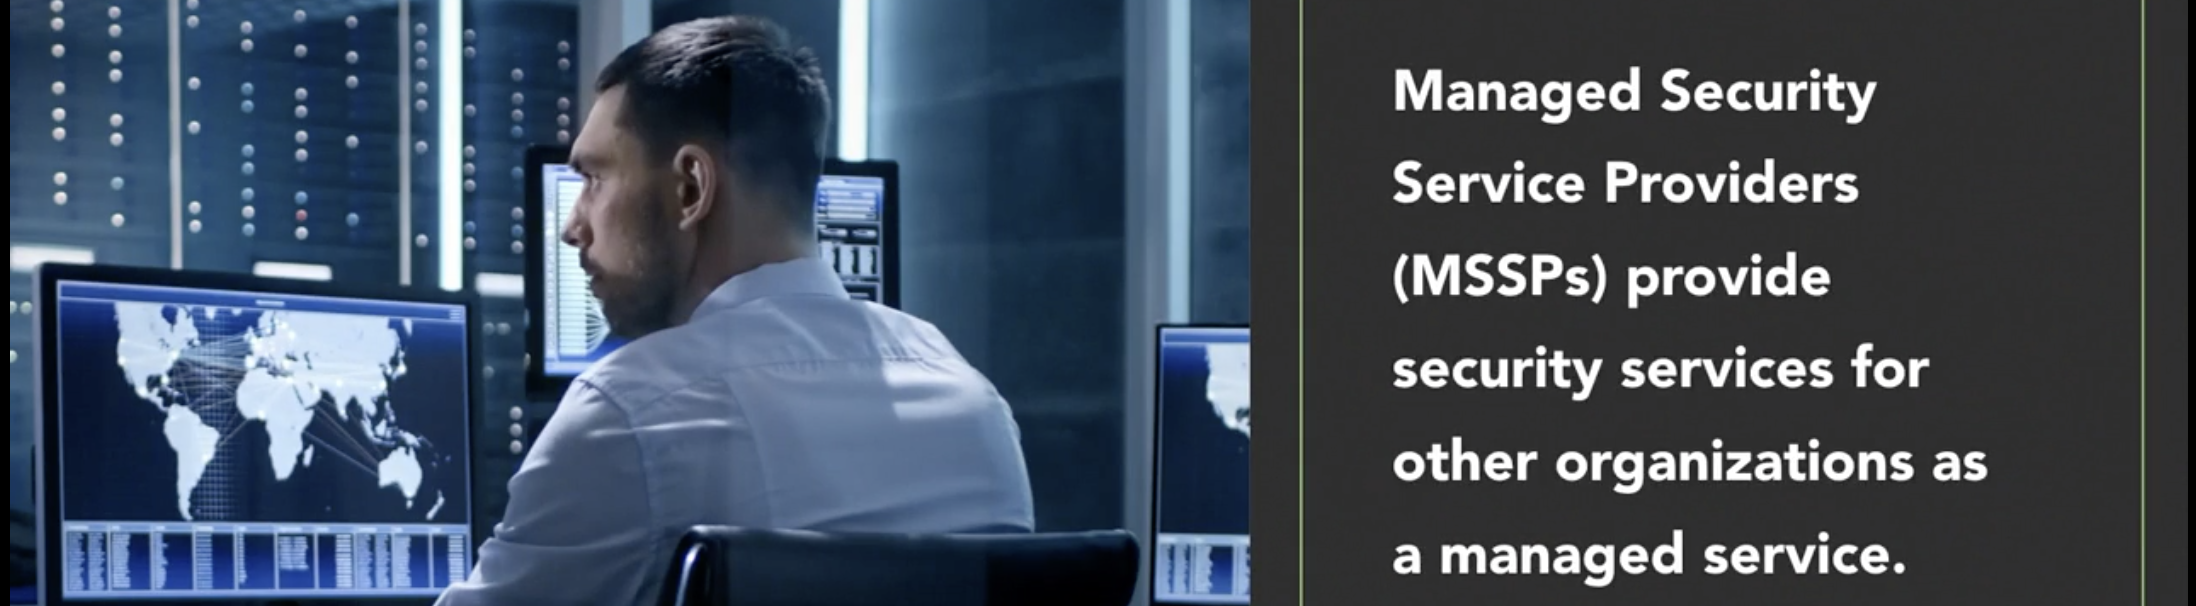 Managed Security
Service Providers
(MSSPs) provide
security services for
other organizations as
a managed service.